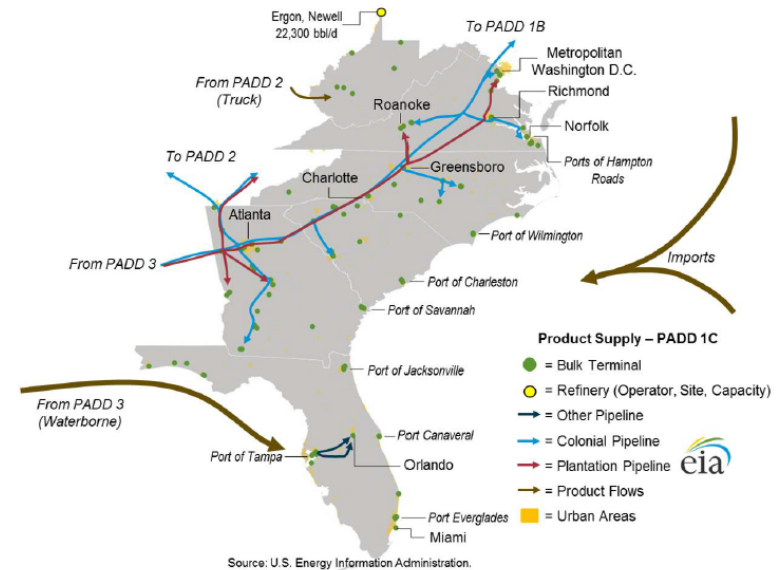 Ergon, Newell
22,300 bbl/d
To PADD 1B
Metropolitan
Washington D.C.
From PADD 2
(Truck)
Richmond
Roanoke
Norfolk
To PADD 2
Greensboro
Ports of Hampton
Roads
Charlotte
Atlanta
Port of Wilmington
From PADD 3
Imports
Port of Charleston
Port of Savannah
Product Supply – PADD 1C
= Bulk Terminal
= Refinery (Operator, Site, Capacity)
= Other Pipeline
= Colonial Pipeline
= Plantation Pipeline
= Product Flows
= Urban Areas
eia
Port of Jacksonville
From PADD 3
(Waterborne)
Port Canaveral
Port of Tampa
Orlando
Port Everglades
Miami
Source: U.S. Energy Information Administration.